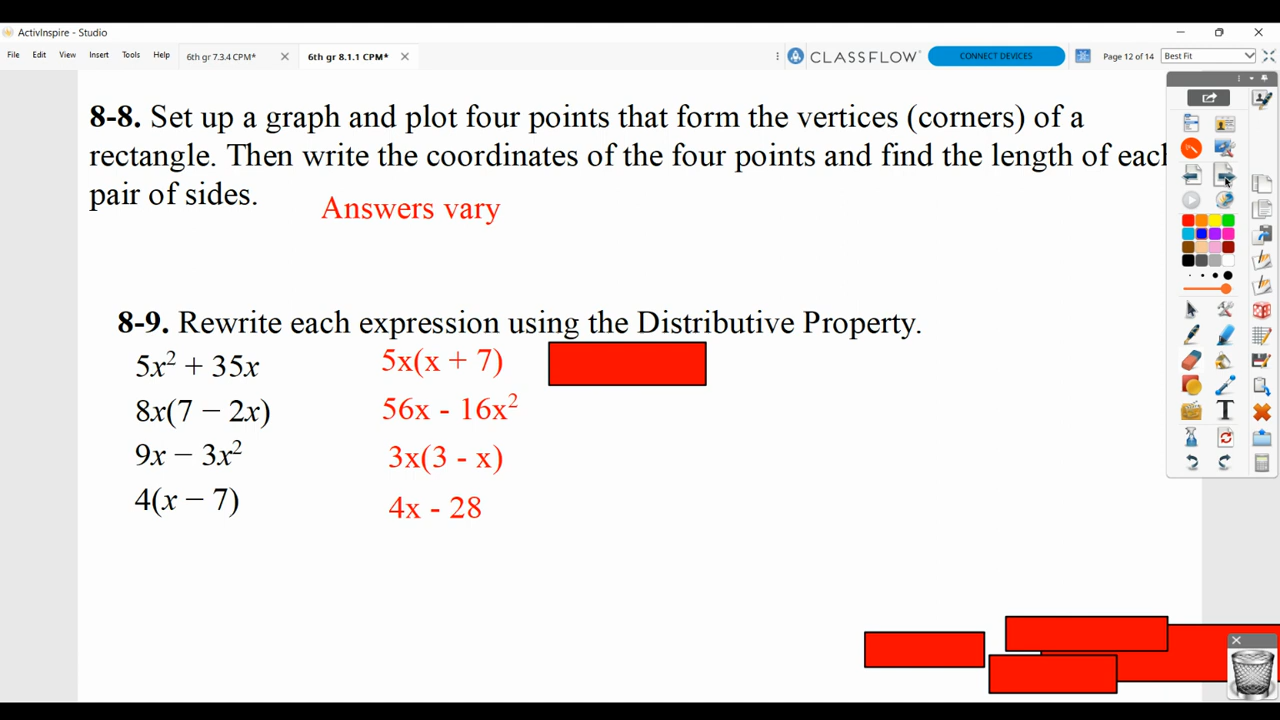 ActivInspire - Studio
File Edit View Insert Tools Help
6th gr 7.3.4 CPM*
6th gr 8.1.1 CPM*
CLASSFLOW
CONNECT DEVICES
Page 12 of 14
Best Fit
8-8. Set up a graph and plot four points that form the vertices (corners) of a
rectangle. Then write the coordinates of the four points and find the length of each
pair of sides.
Answers vary
8-9. Rewrite each expression using the Distributive Property.
5x² + 35x 5x(x + 7)
8x(7 − 2x) 56x - 16x²
9x − 3x² 3x(3 - x)
4(x − 7) 4x - 28